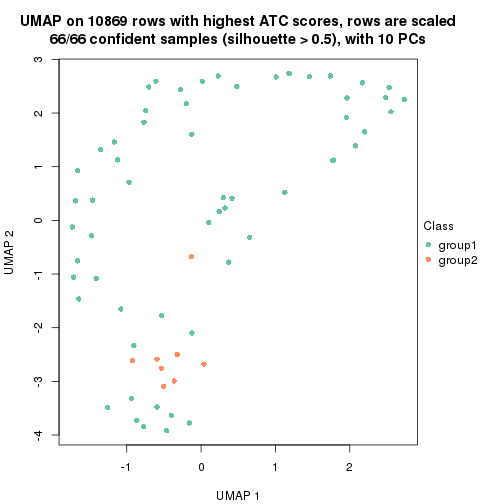 UMAP on 10869 rows with highest ATC scores, rows are scaled
66/66 confident samples (silhouette > 0.5), with 10 PCs
3
2
1
0
-1
-2
-3
-4
UMAP 2
-1
0
1
2
UMAP 1
Class
group1
group2